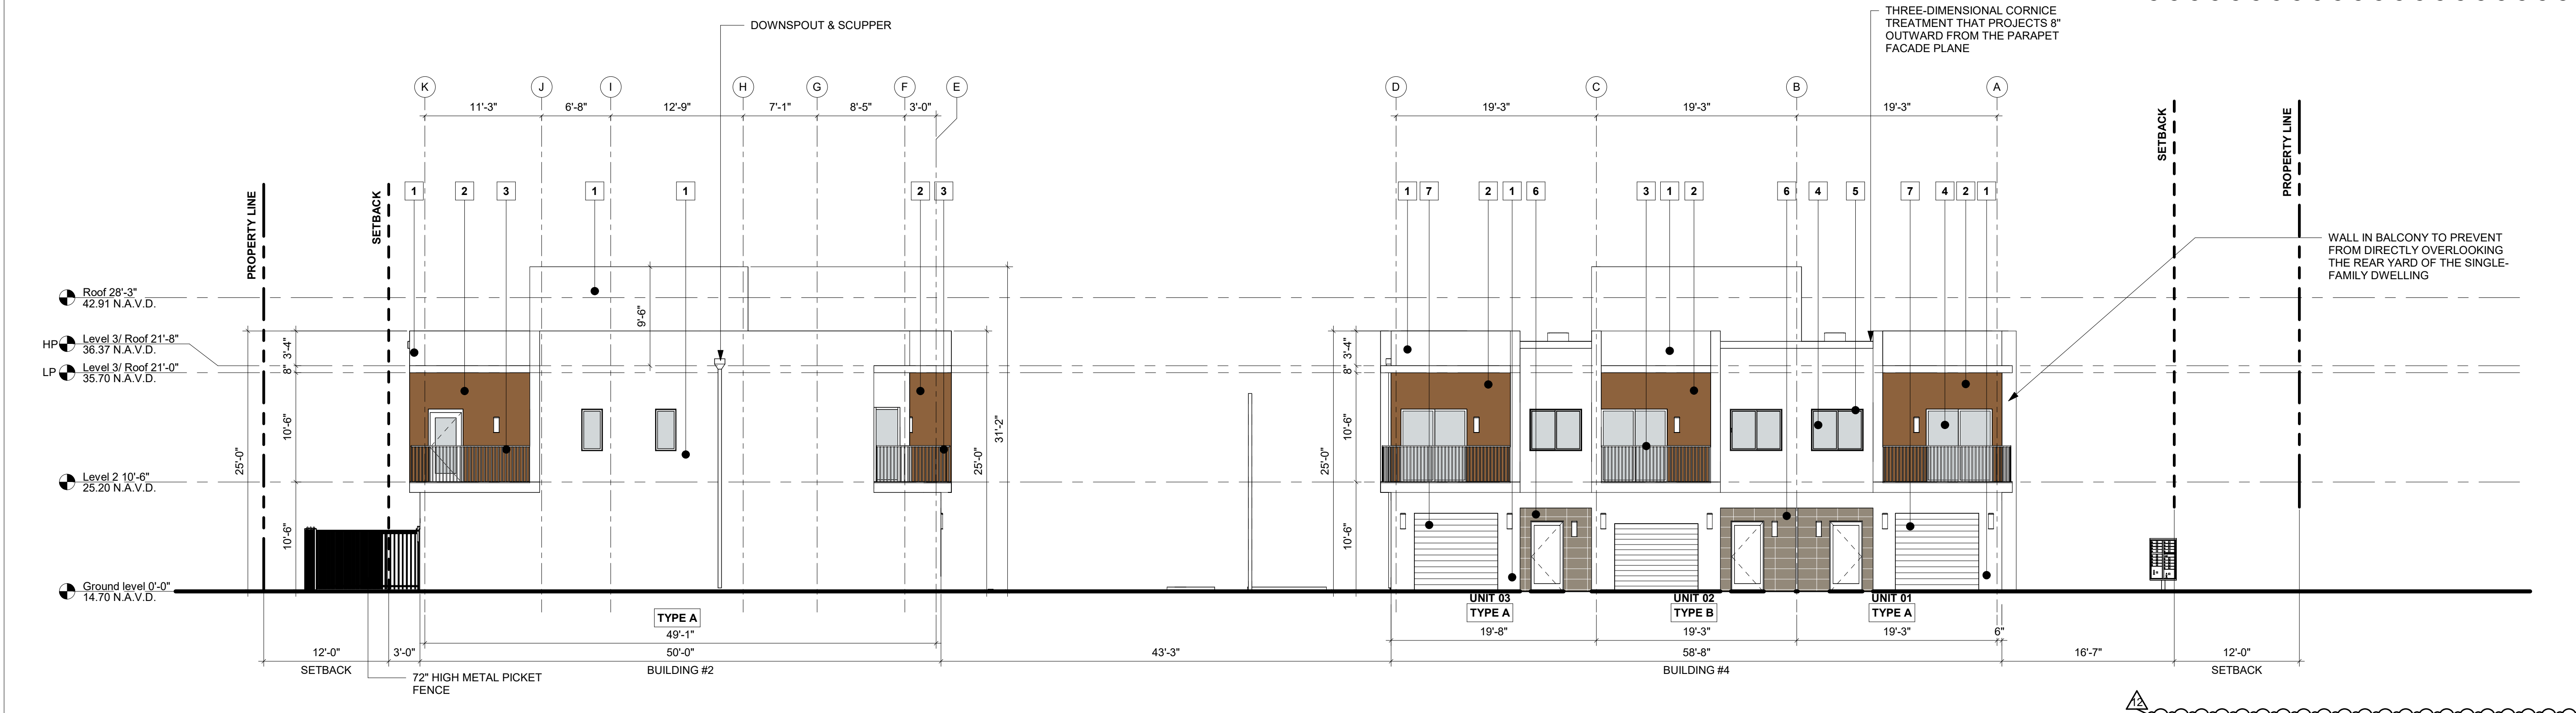 THREE-DIMENSIONAL CORNICE
TREATMENT THAT PROJECTS 8"
OUTWARD FROM THE PARAPET
FACADE PLANE
DOWNSPOUT & SCUPPER
K J I H G F E D C B A
11'-3" 6'-8" 12'-9" 7'-1" 8'-5" 3'-0" 19'-3" 19'-3" 19'-3"
PROPERTY LINE
SETBACK
SETBACK
PROPERTY LINE
1 2 3 1 1 2 3 1 7 2 1 6 3 1 2 6 4 5 7 4 2 1
WALL IN BALCONY TO PREVENT
FROM DIRECTLY OVERLOOKING
THE REAR YARD OF THE SINGLE-
FAMILY DWELLING
Roof 28'-3"
42.91 N.A.V.D.
HP Level 3/ Roof 21'-8"
36.37 N.A.V.D.
LP Level 3/ Roof 21'-0"
35.70 N.A.V.D.
Level 2 10'-6"
25.20 N.A.V.D.
Ground level 0'-0"
14.70 N.A.V.D.
25'-0"
3'-4"
8"
10'-6"
10'-6"
9'-6"
25'-0"
31'-2"
25'-0"
3'-4"
8"
10'-6"
10'-6"
UNIT 03 UNIT 02 UNIT 01
TYPE A TYPE A TYPE B TYPE A
49'-1" 19'-8" 19'-3" 19'-3" 6"
12'-0" 3'-0" 50'-0" 43'-3" 58'-8" 16'-7" 12'-0"
SETBACK BUILDING #2 BUILDING #4 SETBACK
72" HIGH METAL PICKET
FENCE
12